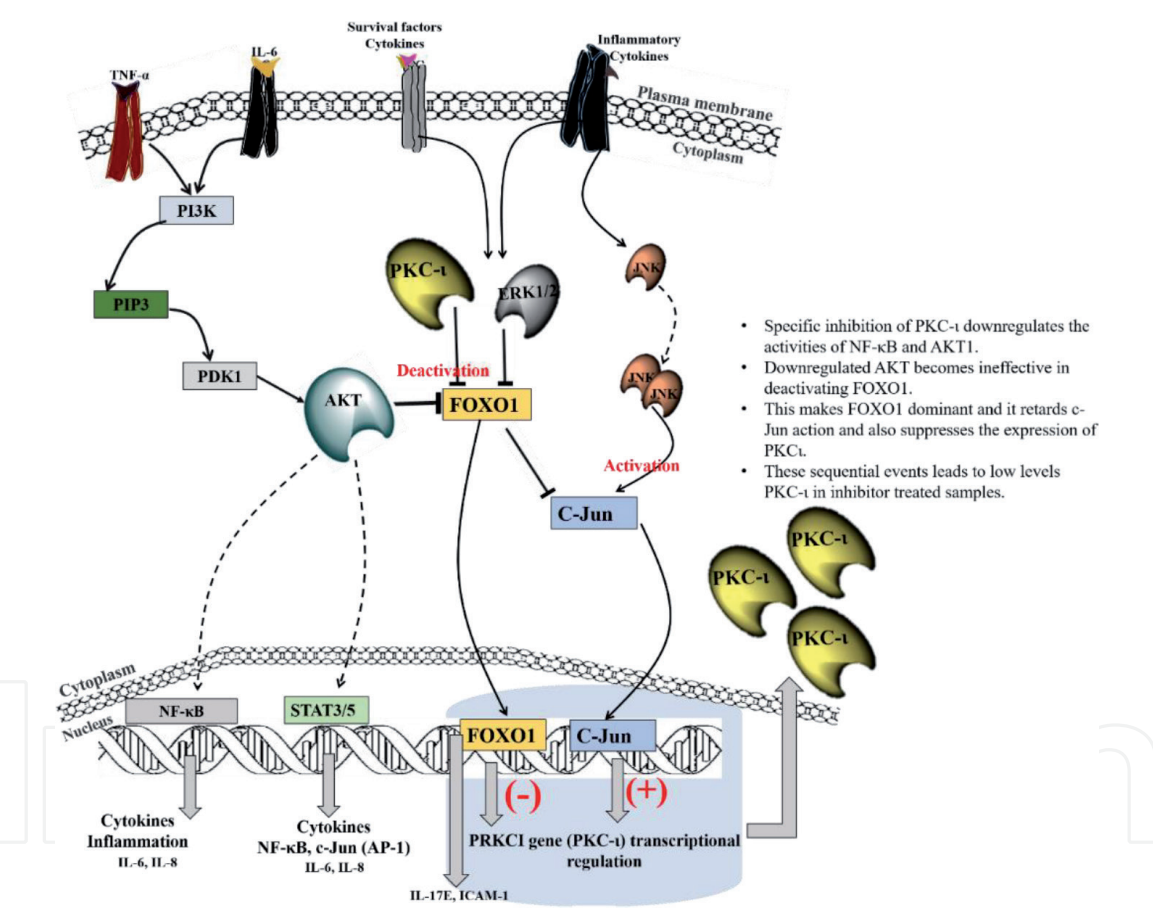 Survival factors
Cytokines
Inflammatory
Cytokines
IL-6
TNF-α
Plasma membrane
Cytoplasm
PI3K
PKC-ι
ERK1/2
JNK
PIP3
PDK1
Deactivation
JNK
JNK
AKT
FOXO1
Activation
C-Jun
• Specific inhibition of PKC-ι downregulates the
activities of NF-κB and AKT1.
• Downregulated AKT becomes ineffective in
deactivating FOXO1.
• This makes FOXO1 dominant and it retards c-
Jun action and also suppresses the expression of
PKCι.
• These sequential events leads to low levels
PKC-ι in inhibitor treated samples.
PKC-ι
PKC-ι
PKC-ι
Cytoplasm
Nucleus
NF-κB
STAT3/5
FOXO1
C-Jun
(-)
(+)
Cytokines
Inflammation
IL-6, IL-8
Cytokines
NF-κB, c-Jun (AP-1)
IL-6, IL-8
PRKCI gene (PKC-ι) transcriptional
regulation
IL-17E, ICAM-1